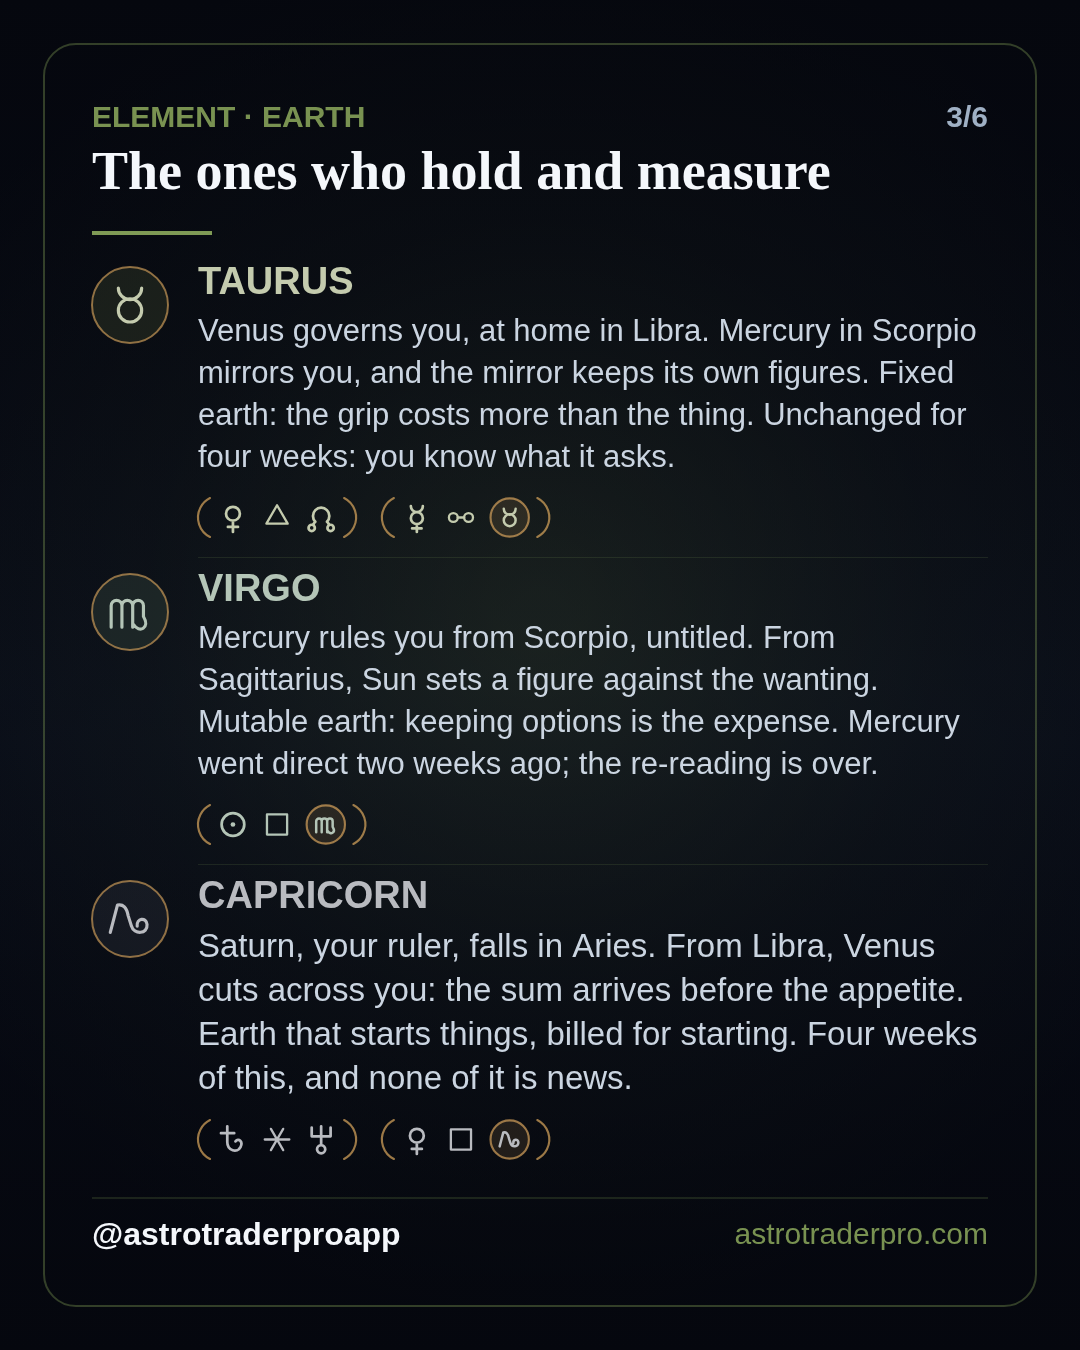 ELEMENT · EARTH 3/6
The ones who hold and measure
♉ TAURUS
Venus governs you, at home in Libra. Mercury in Scorpio
mirrors you, and the mirror keeps its own figures. Fixed
earth: the grip costs more than the thing. Unchanged for
four weeks: you know what it asks.
(♀ △ ☊) (☿ ☍ ♉)
♍ VIRGO
Mercury rules you from Scorpio, untitled. From
Sagittarius, Sun sets a figure against the wanting.
Mutable earth: keeping options is the expense. Mercury
went direct two weeks ago; the re-reading is over.
(☉ □ ♍)
♑ CAPRICORN
Saturn, your ruler, falls in Aries. From Libra, Venus
cuts across you: the sum arrives before the appetite.
Earth that starts things, billed for starting. Four weeks
of this, and none of it is news.
(♄ ⚹ ♅) (♀ □ ♑)
@astrotraderproapp astrotraderpro.com